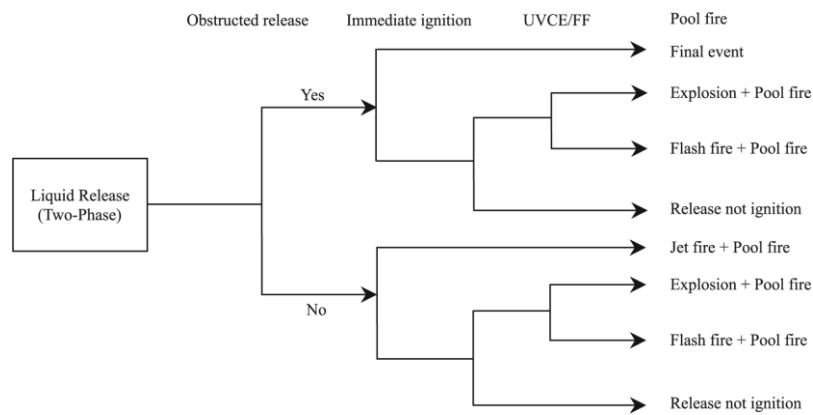 Obstructed release Immediate ignition UVCE/FF Pool fire
Final event
Yes
Explosion + Pool fire
Flash fire + Pool fire
Liquid Release
(Two-Phase)
Release not ignition
Jet fire + Pool fire
No
Explosion + Pool fire
Flash fire + Pool fire
Release not ignition